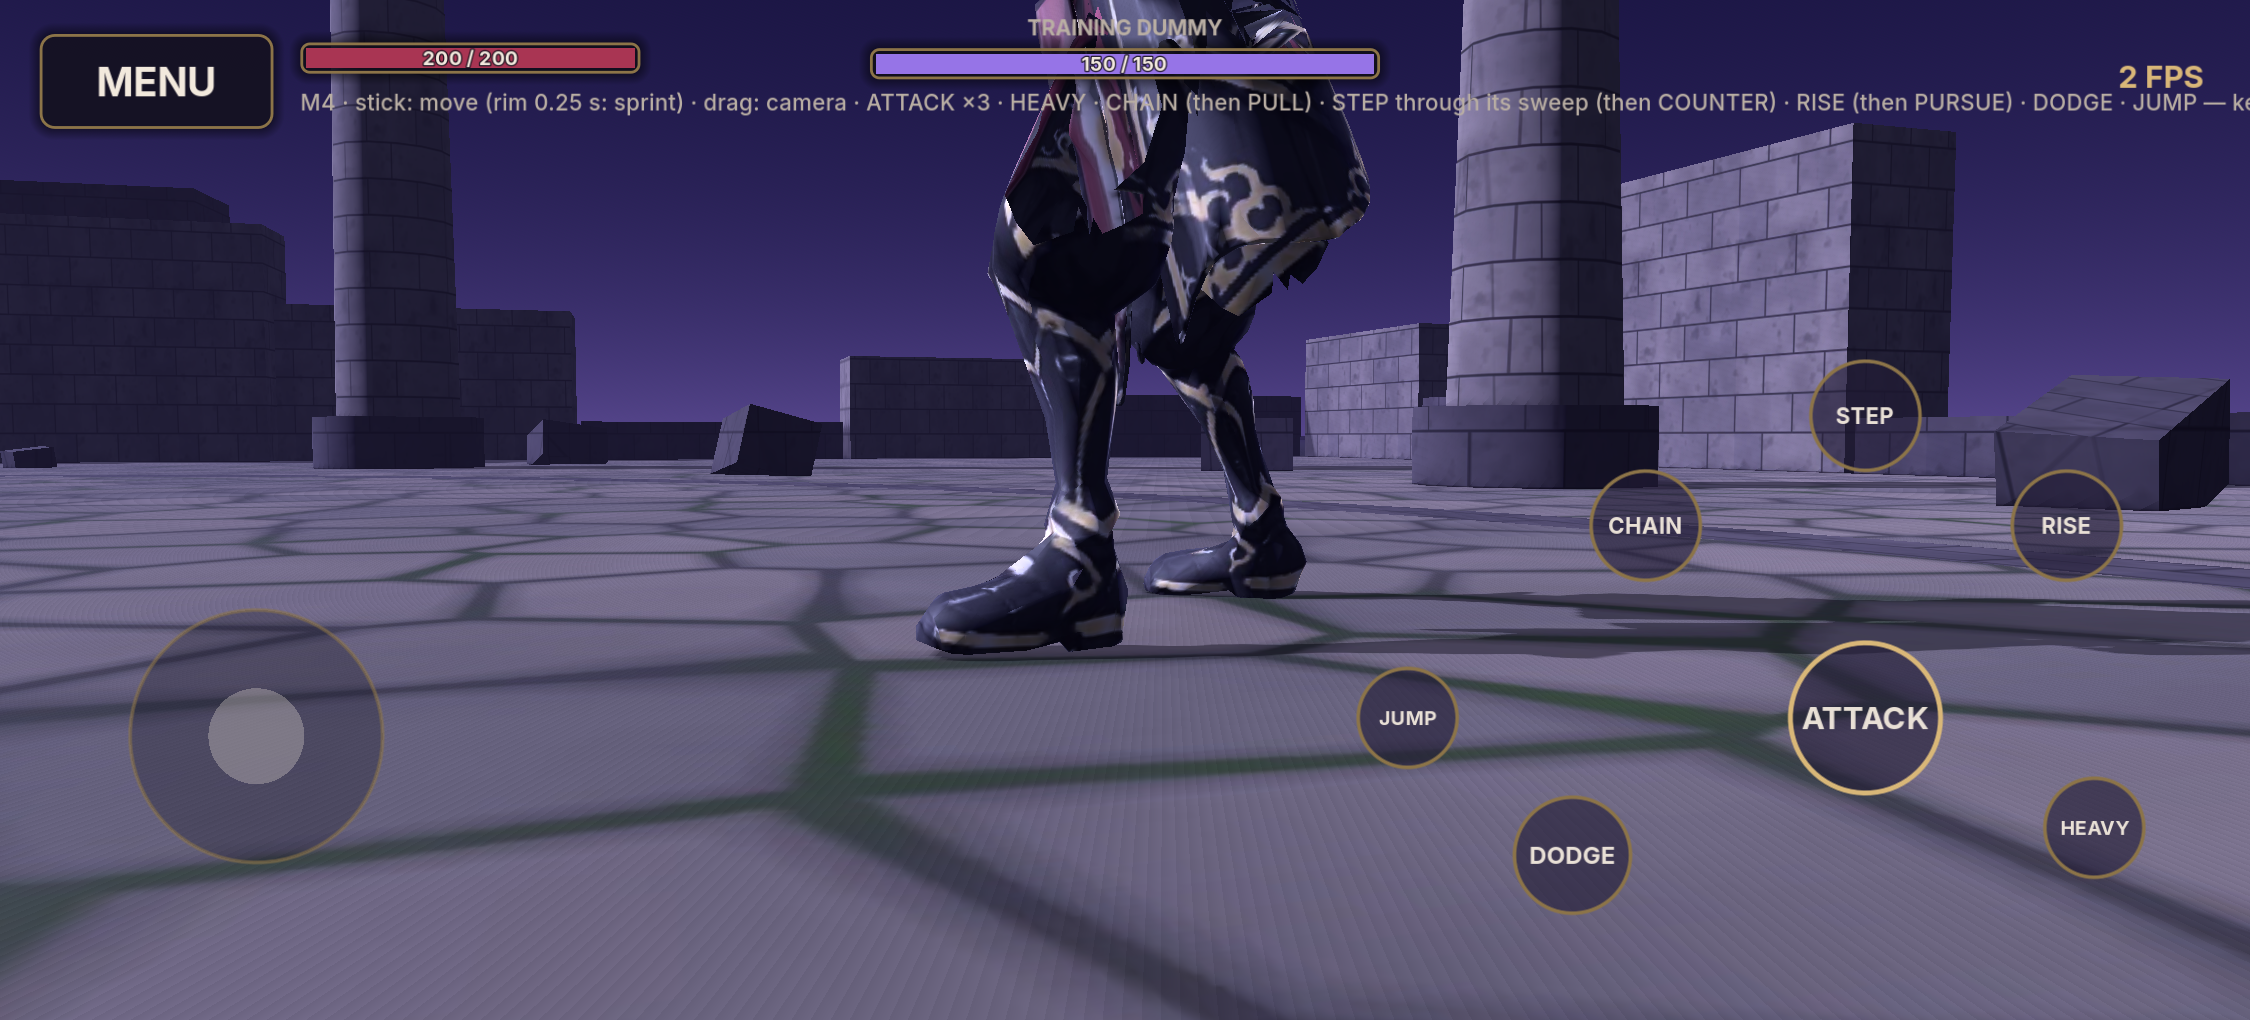 TRAINING DUMMY
MENU
200 / 200
150 / 150
2 FPS
M4 · stick: move (rim 0.25 s: sprint) · drag: camera · ATTACK ×3 · HEAVY · CHAIN (then PULL) · STEP through its sweep (then COUNTER) · RISE (then PURSUE) · DODGE · JUMP — ke
STEP
CHAIN
RISE
JUMP
ATTACK
HEAVY
DODGE